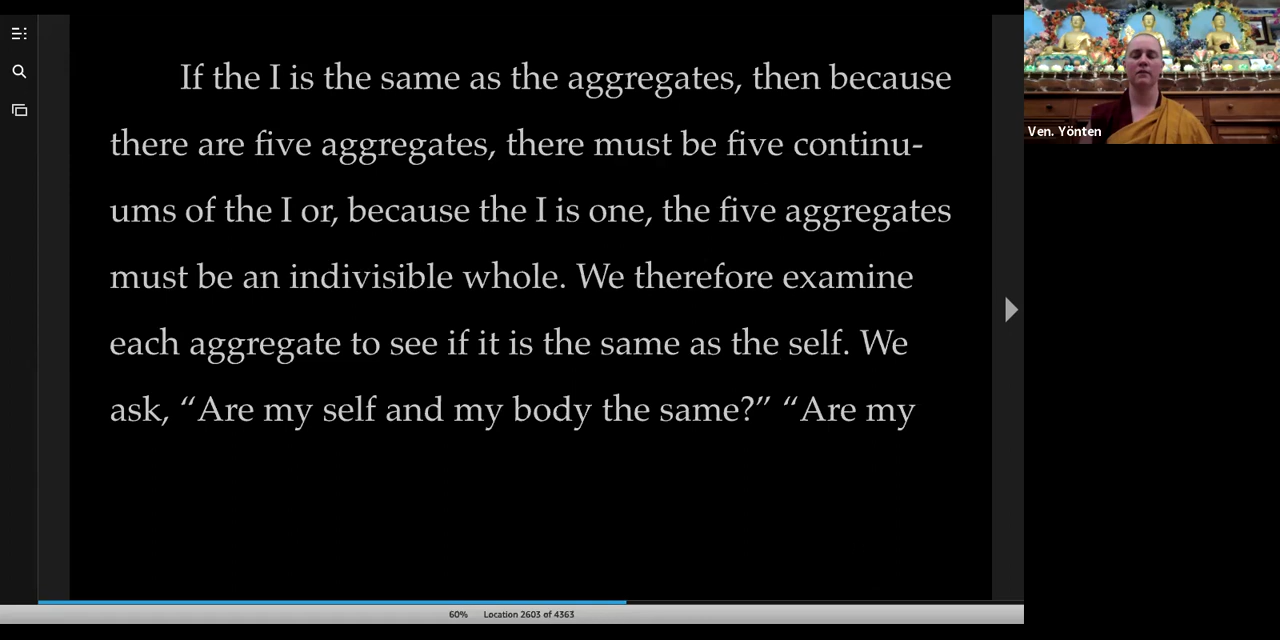 If the I is the same as the aggregates, then because
there are five aggregates, there must be five continu-
ums of the I or, because the I is one, the five aggregates
must be an indivisible whole. We therefore examine
each aggregate to see if it is the same as the self. We
ask, “Are my self and my body the same?” “Are my
60% Location 2603 of 4363
Ven. Yönten